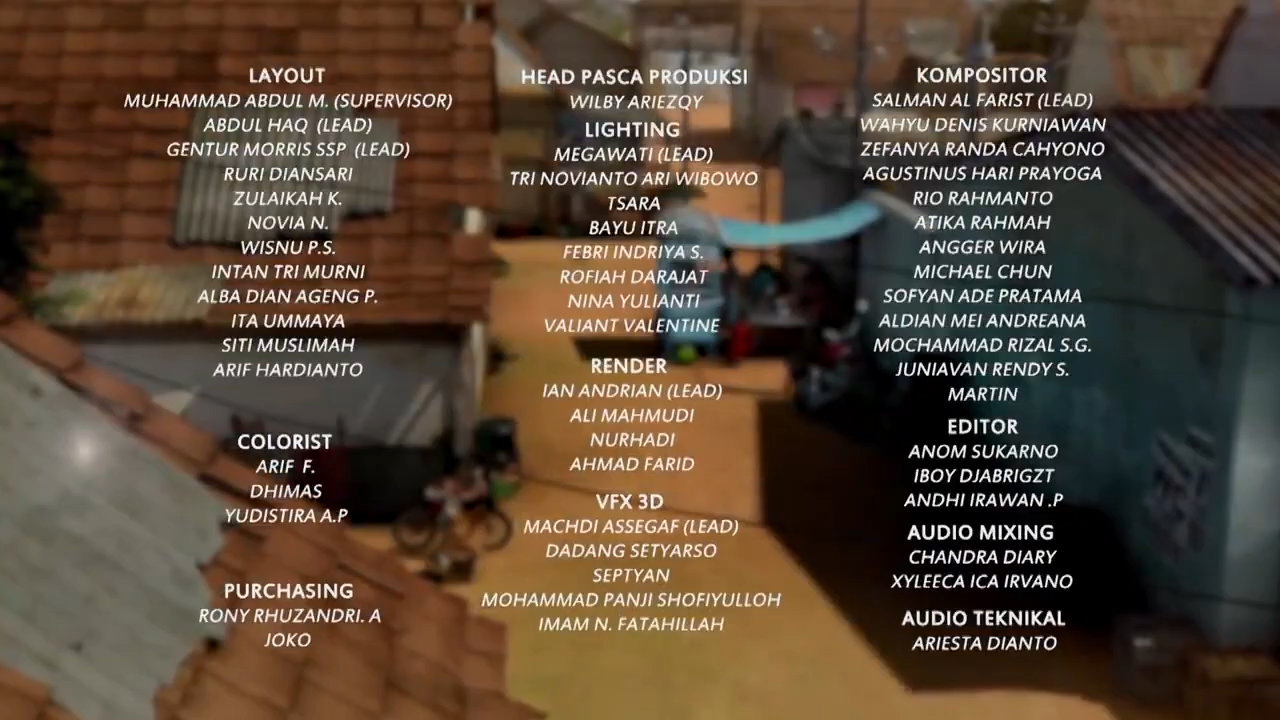 LAYOUT
MUHAMMAD ABDUL M. (SUPERVISOR)
ABDUL HAQ (LEAD)
GENTUR MORRIS SSP (LEAD)
RURI DIANSARI
ZULAIKAH K.
NOVIA N.
WISNU P.S.
INTAN TRI MURNI
ALBA DIAN AGENG P.
ITA UMMAYA
SITI MUSLIMAH
ARIF HARDIANTO
COLORIST
ARIF F.
DHIMAS
YUDISTIRA A.P
PURCHASING
RONY RHUZANDRI. A
JOKO
HEAD PASCA PRODUKSI
WILBY ARIEZQY
LIGHTING
MEGAWATI (LEAD)
TRI NOVIANTO ARI WIBOWO
TSARA
BAYU ITRA
FEBRI INDRIYA S.
ROFIAH DARAJAT
NINA YULIANTI
VALIANT VALENTINE
RENDER
IAN ANDRIAN (LEAD)
ALI MAHMUDI
NURHADI
AHMAD FARID
VFX 3D
MACHDI ASSEGAF (LEAD)
DADANG SETYARSO
SEPTYAN
MOHAMMAD PANJI SHOFIYULLOH
IMAM N. FATAHILLAH
KOMPOSITOR
SALMAN AL FARIST (LEAD)
WAHYU DENIS KURNIAWAN
ZEFANYA RANDA CAHYONO
AGUSTINUS HARI PRAYOGA
RIO RAHMANTO
ATIKA RAHMAH
ANGGER WIRA
MICHAEL CHUN
SOFYAN ADE PRATAMA
ALDIAN MEI ANDREANA
MOCHAMMAD RIZAL S.G.
JUNIAVAN RENDY S.
MARTIN
EDITOR
ANOM SUKARNO
IBOY DJABRIGZT
ANDHI IRAWAN .P
AUDIO MIXING
CHANDRA DIARY
XYLEECA ICA IRVANO
AUDIO TEKNIKAL
ARIESTA DIANTO